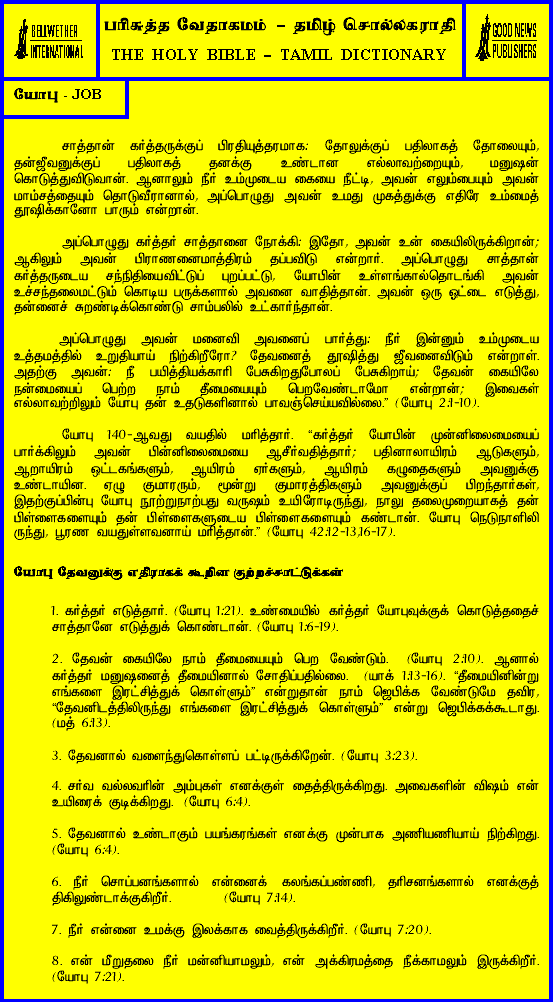 BELLWETHER
INTERNATIONAL
பரிசுத்த வேதாகமம் – தமிழ் சொல்லகராதி
THE HOLY BIBLE – TAMIL DICTIONARY
GOOD NEWS
PUBLISHERS
யோபு - JOB
சாத்தான் கர்த்தருக்குப் பிரதியுத்தரமாக: தோலுக்குப் பதிலாகத் தோலையும்,
தன்ஜீவனுக்குப் பதிலாகத் தனக்கு உண்டான எல்லாவற்றையும், மனுஷன்
கொடுத்துவிடுவான். ஆனாலும் நீர் உம்முடைய கையை நீட்டி, அவன் எலும்பையும் அவன்
மாம்சத்தையும் தொடுவீரானால், அப்பொழுது அவன் உமது முகத்துக்கு எதிரே உம்மைத்
தூஷிக்கானோ பாரும் என்றான்.
அப்பொழுது கர்த்தர் சாத்தானை நோக்கி: இதோ, அவன் உன் கையிலிருக்கிறான்;
ஆகிலும் அவன் பிராணனைமாத்திரம் தப்பவிடு என்றார். அப்பொழுது சாத்தான்
கர்த்தருடைய சந்நிதியைவிட்டுப் புறப்பட்டு, யோபின் உள்ளங்கால்தொடங்கி அவன்
உச்சந்தலைமட்டும் கொடிய பருக்களால் அவனை வாதித்தான். அவன் ஒரு ஓட்டை எடுத்து,
தன்னைச் சுறண்டிக்கொண்டு சாம்பலில் உட்கார்ந்தான்.
அப்பொழுது அவன் மனைவி அவனைப் பார்த்து: நீர் இன்னும் உம்முடைய
உத்தமத்தில் உறுதியாய் நிற்கிறீரோ? தேவனைத் தூஷித்து ஜீவனைவிடும் என்றாள்.
அதற்கு அவன்: நீ பயித்தியக்காரி பேசுகிறதுபோலப் பேசுகிறாய்; தேவன் கையிலே
நன்மையைப் பெற்ற நாம் தீமையையும் பெறவேண்டாமோ என்றான்; இவைகள்
எல்லாவற்றிலும் யோபு தன் உதடுகளினால் பாவஞ்செய்யவில்லை.” (யோபு 2:1-10).
யோபு 140-ஆவது வயதில் மரித்தார். “கர்த்தர் யோபின் முன்னிலைமையைப்
பார்க்கிலும் அவன் பின்னிலைமையை ஆசீர்வதித்தார்; பதினாலாயிரம் ஆடுகளும்,
ஆறாயிரம் ஒட்டகங்களும், ஆயிரம் ஏர்களும், ஆயிரம் கழுதைகளும் அவனுக்கு
உண்டாயின. ஏழு குமாரரும், மூன்று குமாரத்திகளும் அவனுக்குப் பிறந்தார்கள்,
இதற்குப்பின்பு யோபு நூற்றுநாற்பது வருஷம் உயிரோடிருந்து, நாலு தலைமுறையாகத் தன்
பிள்ளைகளையும் தன் பிள்ளைகளுடைய பிள்ளைகளையும் கண்டான். யோபு நெடுநாளிலி
ருந்து, பூரண வயதுள்ளவனாய் மரித்தான்.” (யோபு 42:12-13,16-17).
யோபு தேவனுக்கு எதிராகக் கூறின குற்றச்சாட்டுக்கள்
1. கர்த்தர் எடுத்தார். (யோபு 1:21). உண்மையில் கர்த்தர் யோபுவுக்குக் கொடுத்ததைச்
சாத்தானே எடுத்துக் கொண்டான். (யோபு 1:6-19).
2. தேவன் கையிலே நாம் தீமையையும் பெற வேண்டும். (யோபு 2:10). ஆனால்
கர்த்தர் மனுஷனைத் தீமையினால் சோதிப்பதில்லை. (யாக் 1:13-16). “தீமையினின்று
எங்களை இரட்சித்துக் கொள்ளும்” என்றுதான் நாம் ஜெபிக்க வேண்டுமே தவிர,
“தேவனிடத்திலிருந்து எங்களை இரட்சித்துக் கொள்ளும்” என்று ஜெபிக்கக்கூடாது.
(மத் 6:13).
3. தேவனால் வளைந்துகொள்ளப் பட்டிருக்கிறேன். (யோபு 3:23).
4. சர்வ வல்லவரின் அம்புகள் எனக்குள் தைத்திருக்கிறது. அவைகளின் விஷம் என்
உயிரைக் குடிக்கிறது. (யோபு 6:4).
5. தேவனால் உண்டாகும் பயங்கரங்கள் எனக்கு முன்பாக அணியணியாய் நிற்கிறது.
(யோபு 6:4).
6. நீர் சொப்பனங்களால் என்னைக் கலங்கப்பண்ணி, தரிசனங்களால் எனக்குத்
திகிலுண்டாக்குகிறீர். (யோபு 7:14).
7. நீர் என்னை உமக்கு இலக்காக வைத்திருக்கிறீர். (யோபு 7:20).
8. என் மீறுதலை நீர் மன்னியாமலும், என் அக்கிரமத்தை நீக்காமலும் இருக்கிறீர்.
(யோபு 7:21).